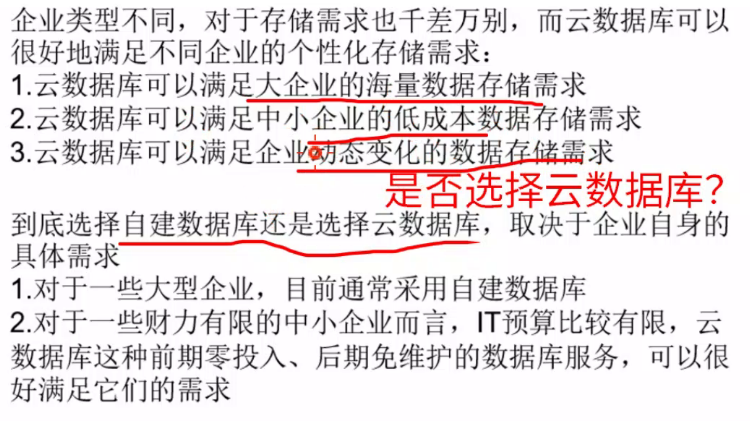 企业类型不同，对于存储需求也千差万别，而云数据库可以
很好地满足不同企业的个性化存储需求：
1.云数据库可以满足大企业的海量数据存储需求
2.云数据库可以满足中小企业的低成本数据存储需求
3.云数据库可以满足企业动态变化的数据存储需求
是否选择云数据库？
到底选择自建数据库还是选择云数据库，取决于企业自身的
具体需求
1.对于一些大型企业，目前通常采用自建数据库
2.对于一些财力有限的中小企业而言，IT预算比较有限，云
数据库这种前期零投入、后期免维护的数据库服务，可以很
好满足它们的需求